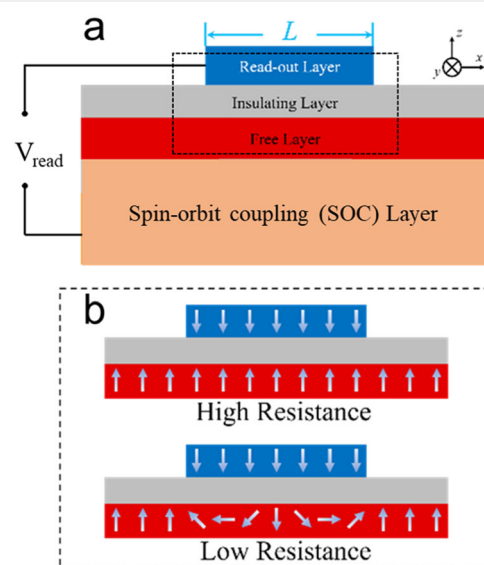 a
L
Read-out Layer
z
x
y
Insulating Layer
Free Layer
Vread
Spin-orbit coupling (SOC) Layer
b
High Resistance
Low Resistance